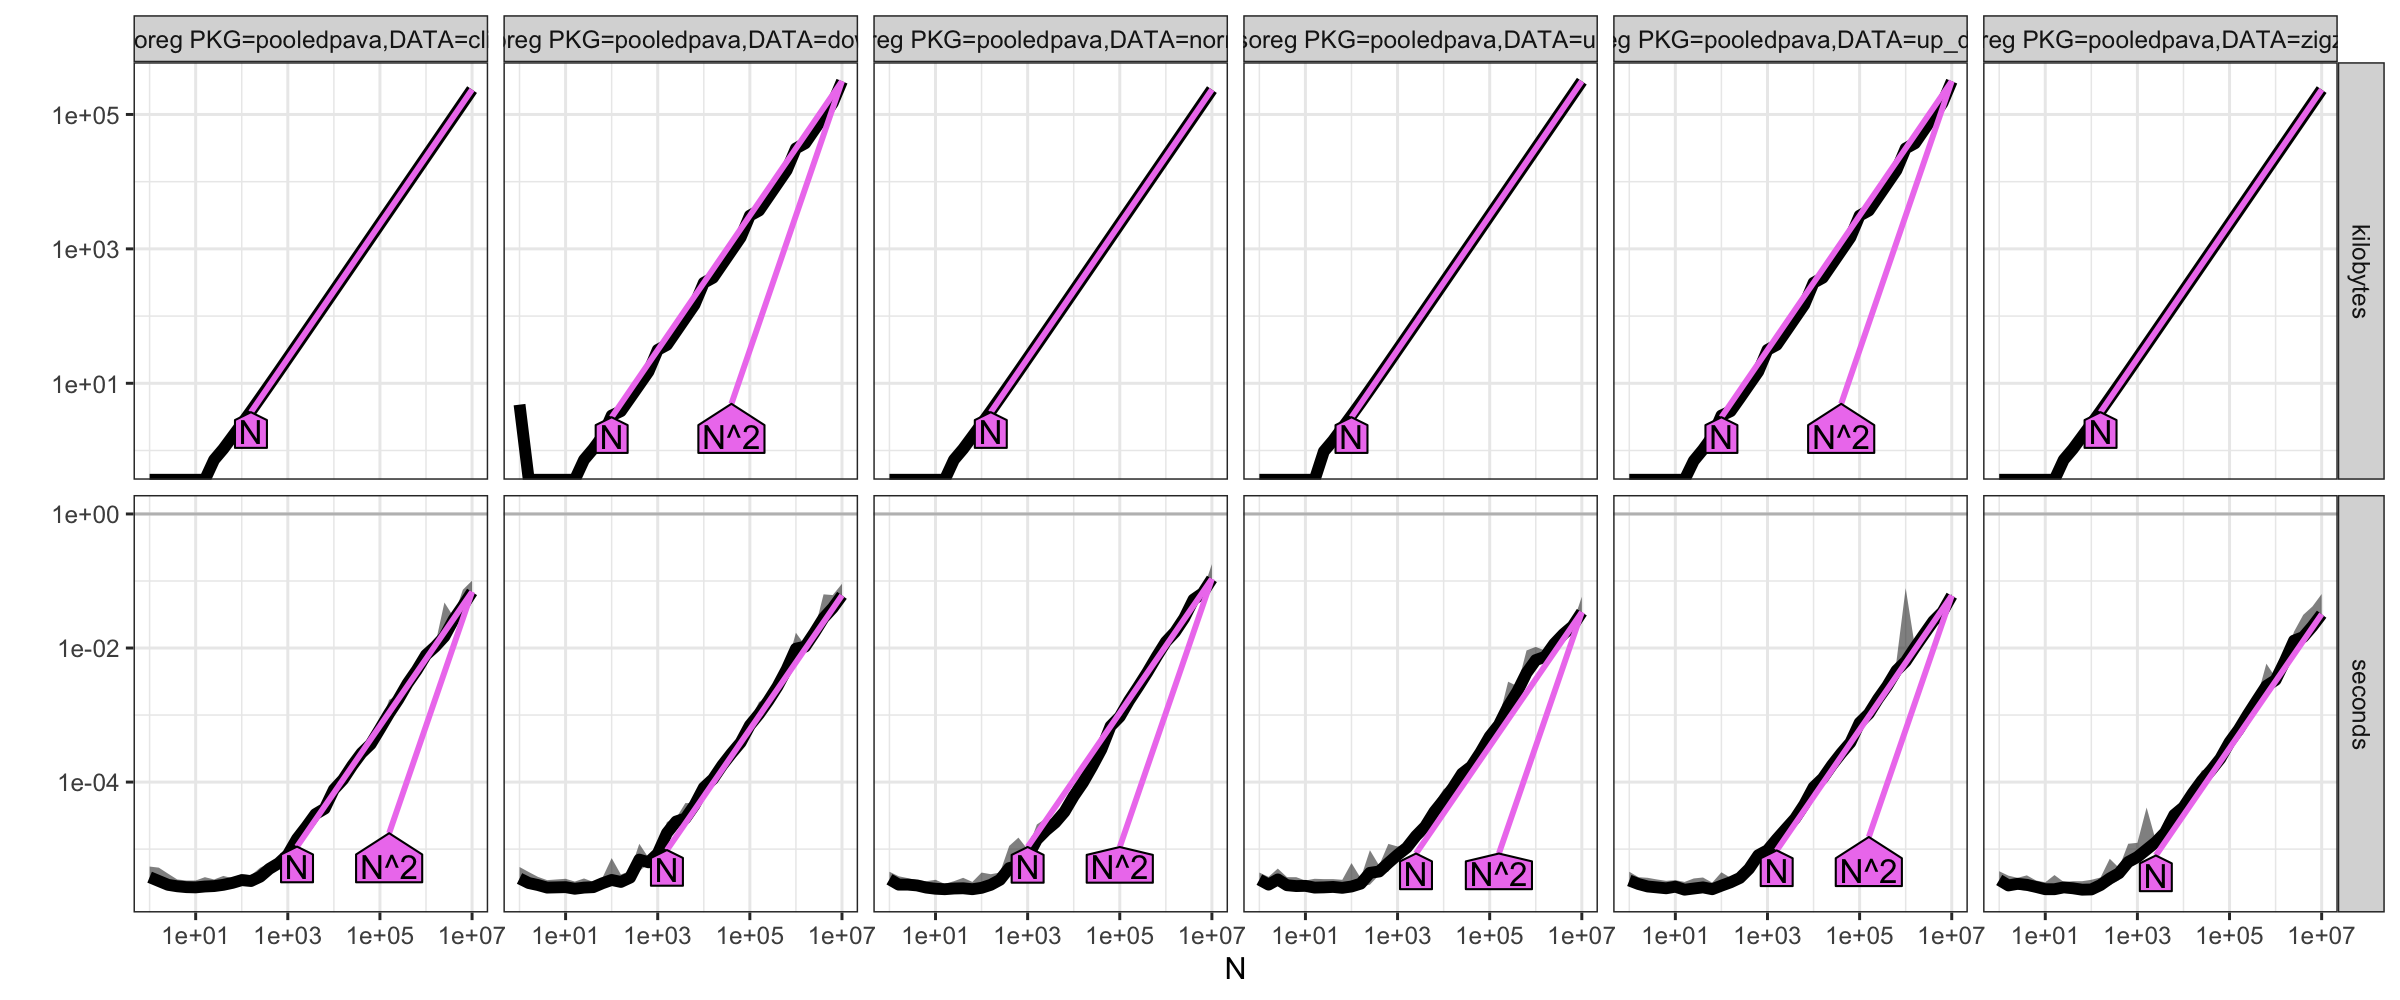 oreg PKG=pooledpava,DATA=cl
oreg PKG=pooledpava,DATA=dov
reg PKG=pooledpava,DATA=nor
soreg PKG=pooledpava,DATA=u
eg PKG=pooledpava,DATA=up_d
reg PKG=pooledpava,DATA=zigz
1e+05
1e+03
1e+01
N
N
N^2
N
N
N
N^2
N
kilobytes
1e+00
1e-02
1e-04
N
N^2
N
N
N^2
N
N^2
N
N^2
N
seconds
1e+01 1e+03 1e+05 1e+07
1e+01 1e+03 1e+05 1e+07
1e+01 1e+03 1e+05 1e+07
1e+01 1e+03 1e+05 1e+07
1e+01 1e+03 1e+05 1e+07
1e+01 1e+03 1e+05 1e+07
N